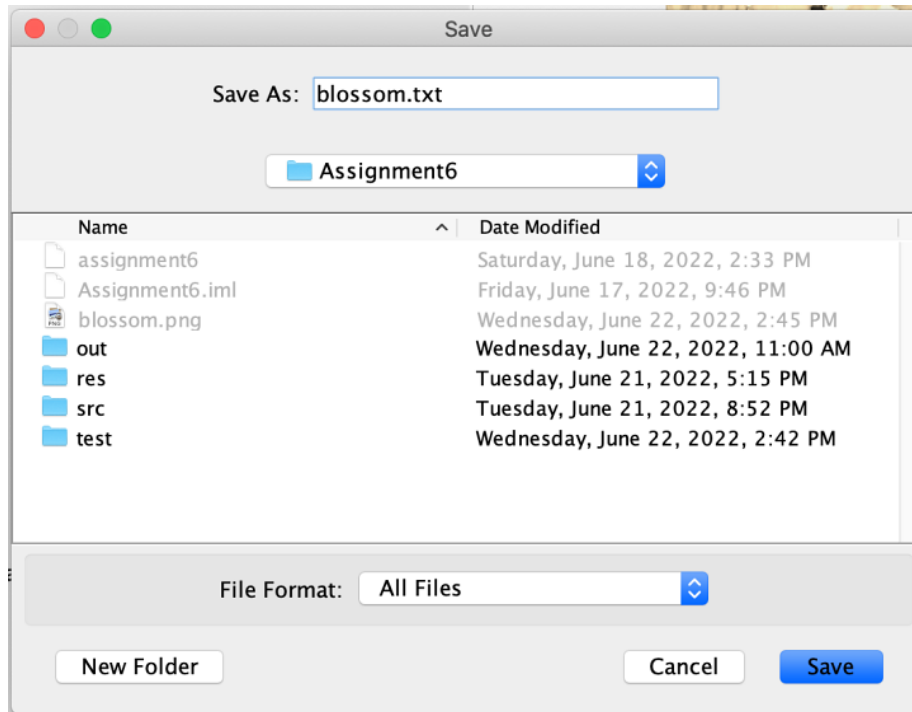 Save
Save As: blossom.txt
Assignment6
Name Date Modified
assignment6 Saturday, June 18, 2022, 2:33 PM
Assignment6.iml Friday, June 17, 2022, 9:46 PM
blossom.png Wednesday, June 22, 2022, 2:45 PM
out Wednesday, June 22, 2022, 11:00 AM
res Tuesday, June 21, 2022, 5:15 PM
src Tuesday, June 21, 2022, 8:52 PM
test Wednesday, June 22, 2022, 2:42 PM
File Format: All Files
New Folder Cancel Save